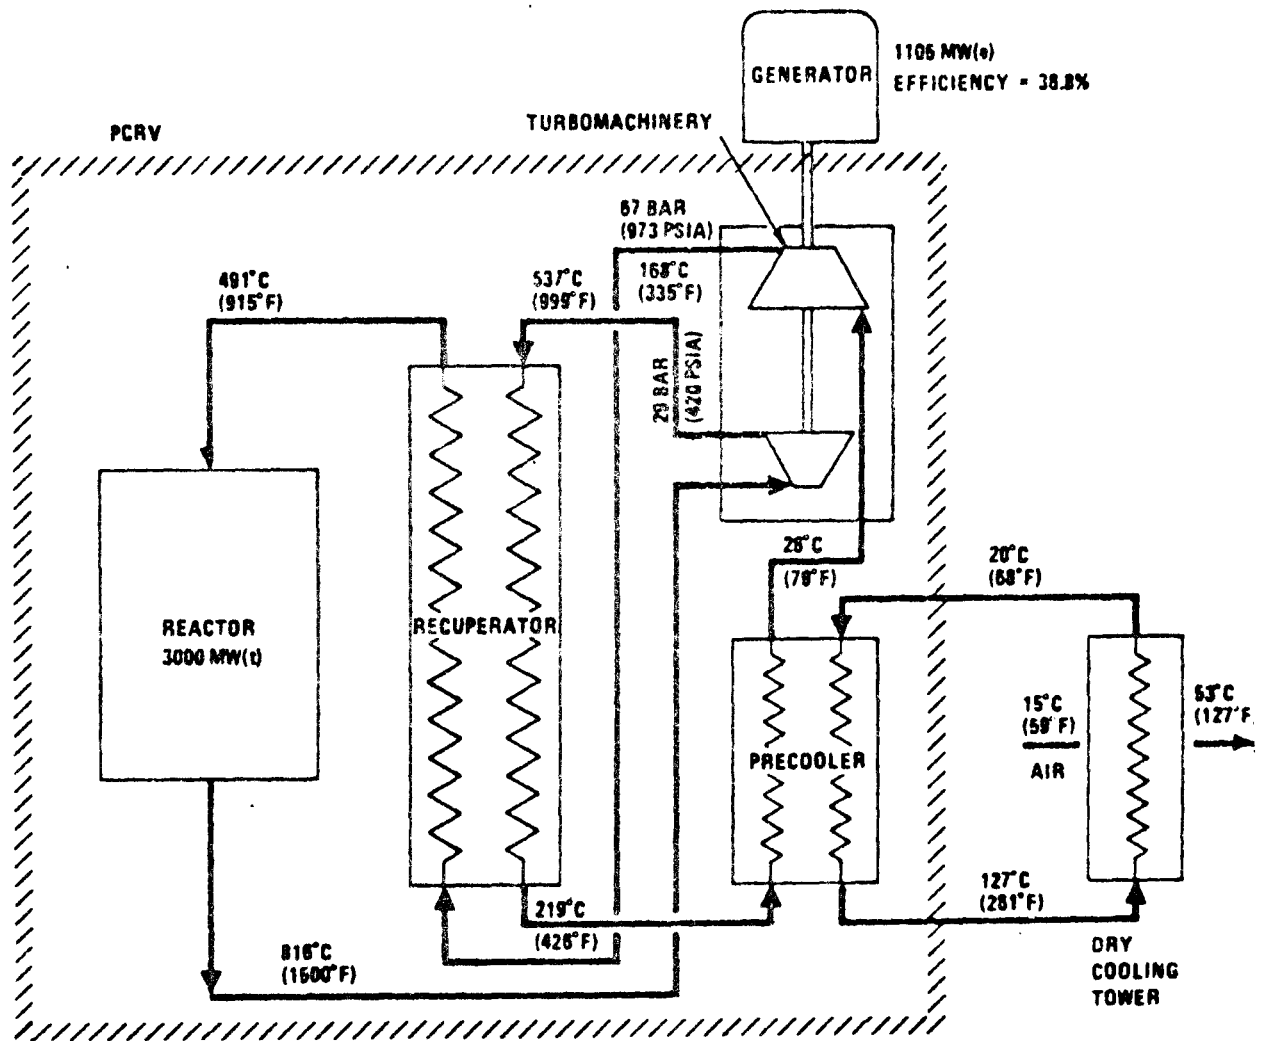 GENERATOR
1105 MW(e)
EFFICIENCY = 36.8%
TURBOMACHINERY
PCRV
67 BAR
(973 PSIA)
168°C
(335°F)
491°C
(915°F)
537°C
(999°F)
29 BAR
(420 PSIA)
26°C
(79°F)
20°C
(68°F)
REACTOR
3000 MW(t)
RECUPERATOR
PRECOOLER
15°C
(59°F)
AIR
53°C
(127°F
219°C
(426°F)
127°C
(261°F)
816°C
(1500°F)
DRY
COOLING
TOWER